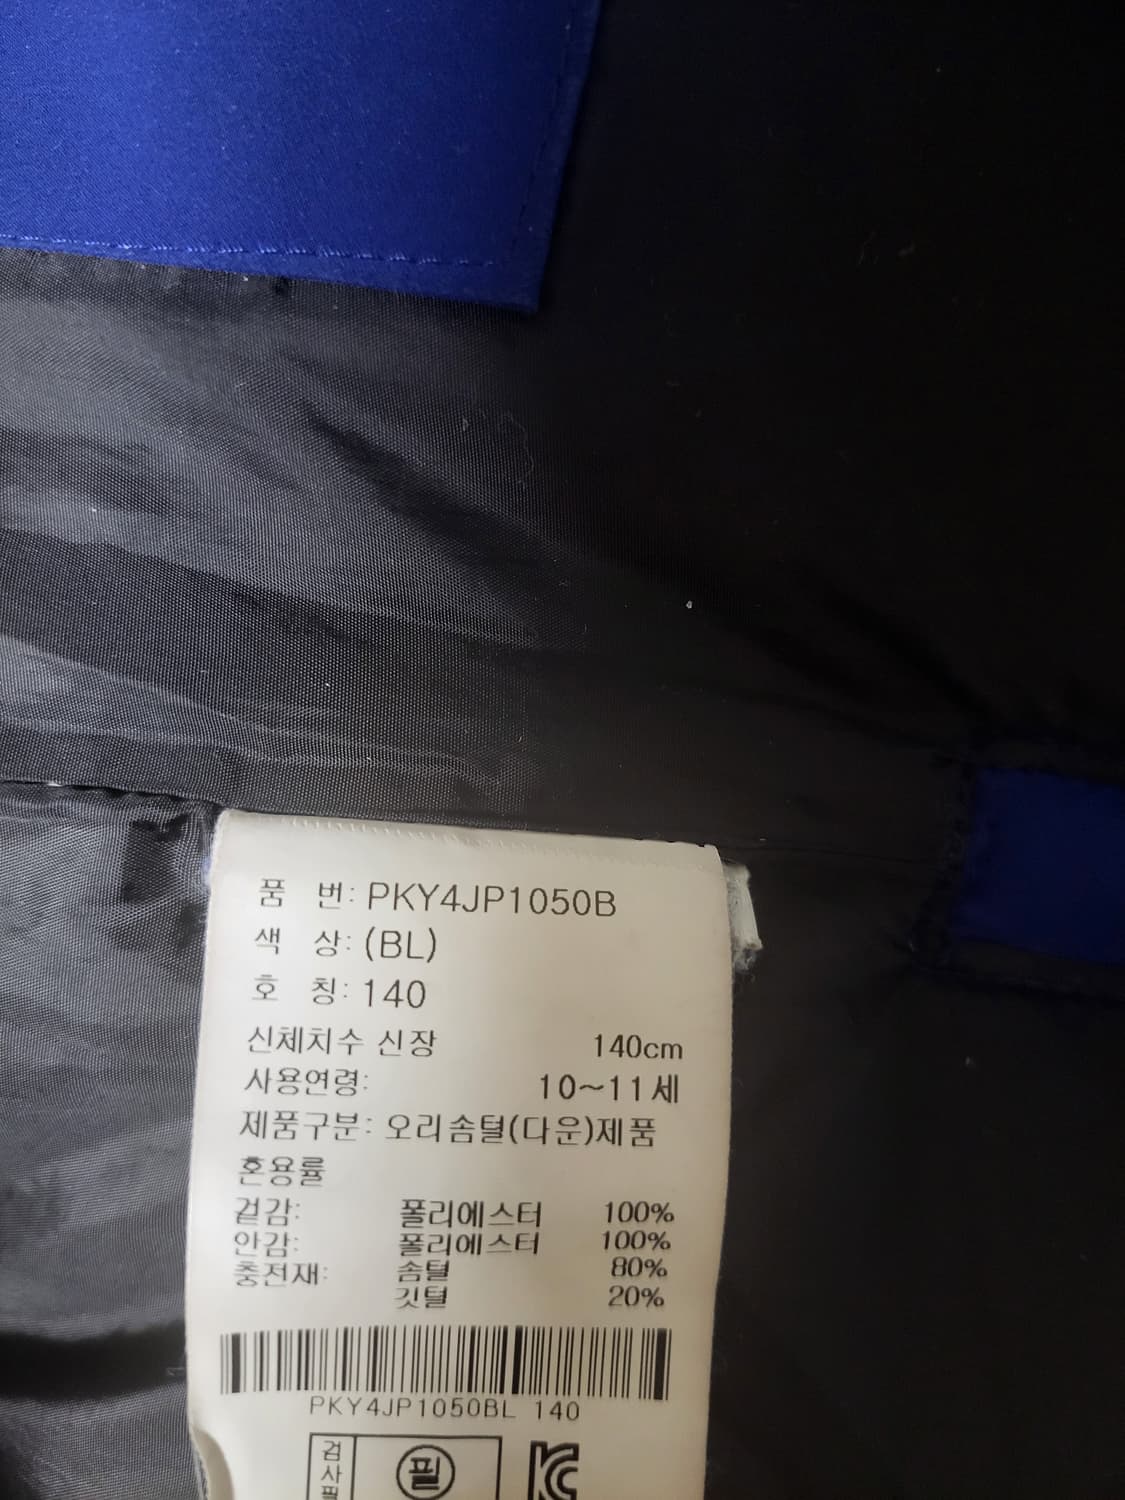 품 번: PKY4JP1050B
색 상: (BL)
호 칭: 140
신체치수 신장 140cm
사용연령: 10~11세
제품구분: 오리솜털(다운)제품
혼용률
겉감: 폴리에스터 100%
안감: 폴리에스터 100%
충전재: 솜털 80%
깃털 20%
PKY4JP1050BL 140
검사필 필 KC